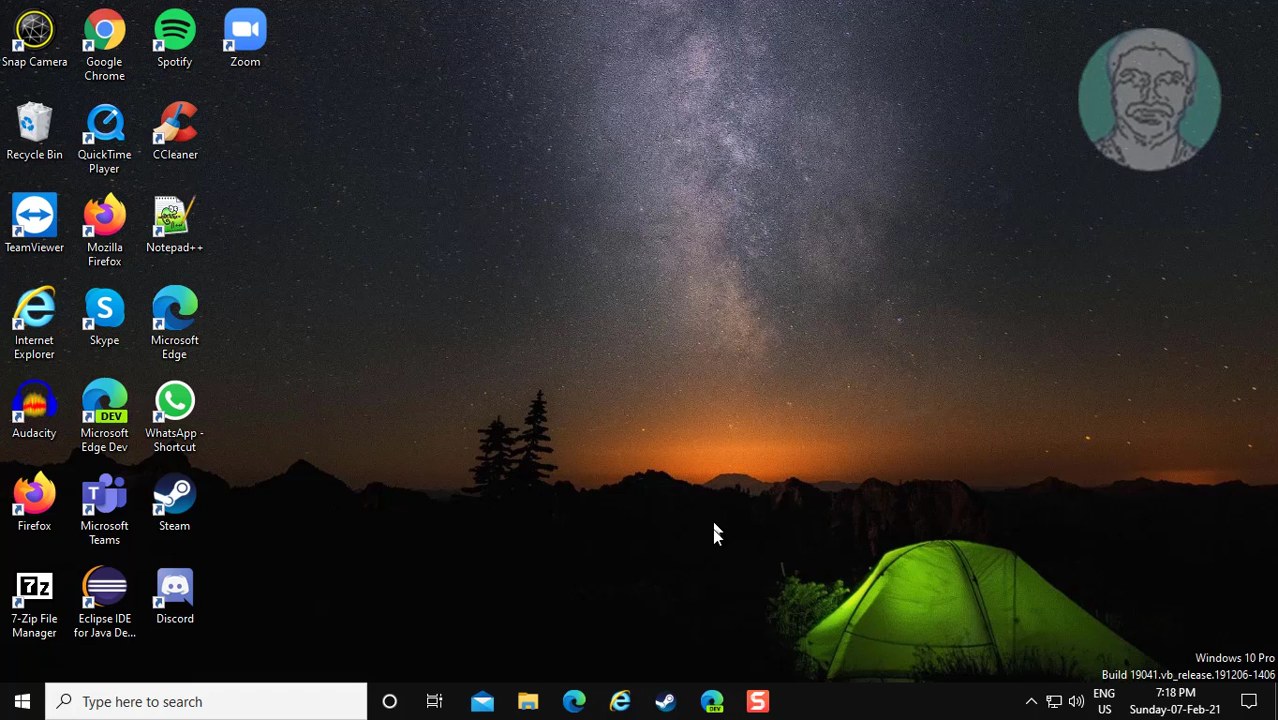 Snap Camera
Google
Chrome
Spotify
Zoom
Recycle Bin
QuickTime
Player
CCleaner
TeamViewer
Mozilla
Firefox
Notepad++
Internet
Explorer
Skype
Microsoft
Edge
Audacity
DEV
Microsoft
Edge Dev
WhatsApp -
Shortcut
Firefox
Microsoft
Teams
Steam
7z
7-Zip File
Manager
Eclipse IDE
for Java De...
Discord
Windows 10 Pro
Build 19041.vb_release.191206-1406
Type here to search
DEV
ENG
US
7:18 PM
Sunday-07-Feb-21